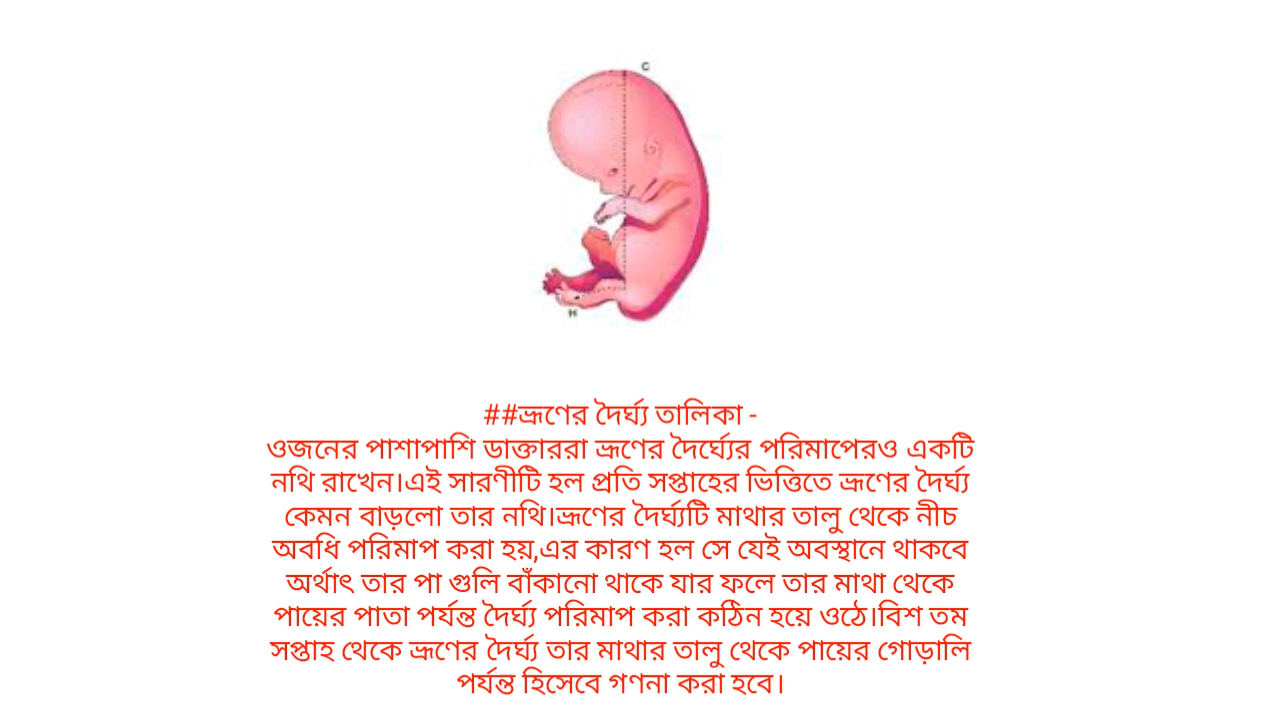 C
H
##ভ্রূণের দৈর্ঘ্য তালিকা -
ওজনের পাশাপাশি ডাক্তাররা ভ্রূণের দৈর্ঘ্যের পরিমাপেরও একটি
নথি রাখেন।এই সারণীটি হল প্রতি সপ্তাহের ভিত্তিতে ভ্রূণের দৈর্ঘ্য
কেমন বাড়লো তার নথি।ভ্রূণের দৈর্ঘ্যটি মাথার তালু থেকে নীচ
অবধি পরিমাপ করা হয়,এর কারণ হল সে যেই অবস্থানে থাকবে
অর্থাৎ তার পা গুলি বাঁকানো থাকে যার ফলে তার মাথা থেকে
পায়ের পাতা পর্যন্ত দৈর্ঘ্য পরিমাপ করা কঠিন হয়ে ওঠে।বিশ তম
সপ্তাহ থেকে ভ্রূণের দৈর্ঘ্য তার মাথার তালু থেকে পায়ের গোড়ালি
পর্যন্ত হিসেবে গণনা করা হবে।